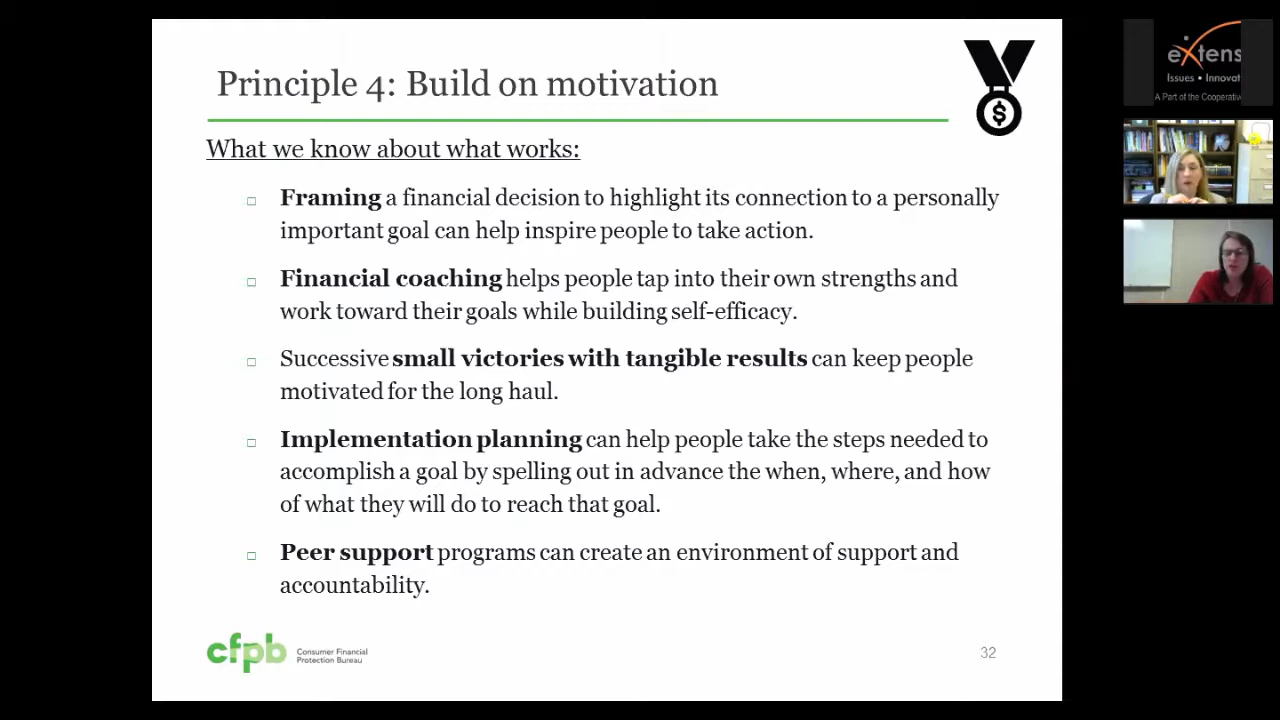 Principle 4: Build on motivation
$
What we know about what works:
Framing a financial decision to highlight its connection to a personally
important goal can help inspire people to take action.
Financial coaching helps people tap into their own strengths and
work toward their goals while building self-efficacy.
Successive small victories with tangible results can keep people
motivated for the long haul.
Implementation planning can help people take the steps needed to
accomplish a goal by spelling out in advance the when, where, and how
of what they will do to reach that goal.
Peer support programs can create an environment of support and
accountability.
cfpb Consumer Financial
Protection Bureau
32
eXtens
Issues • Innovat
A Part of the Cooperative